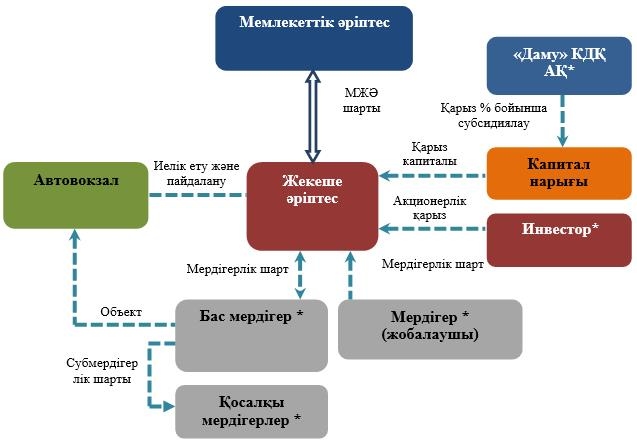 Мемлекеттік әріптес
«Даму» КДҚ
АҚ*
МЖӘ
шарты
Қарыз % бойынша
субсидиялау
Қарыз
капиталы
Капитал
нарығы
Автовокзал
Иелік ету және
пайдалану
Жекеше
әріптес
Акционерлік
қарыз
Инвестор*
Мердігерлік шарт
Мердігерлік шарт
Объект
Бас мердігер *
Мердігер *
(жобалаушы)
Субмердігер
лік шарты
Қосалқы
мердігерлер *